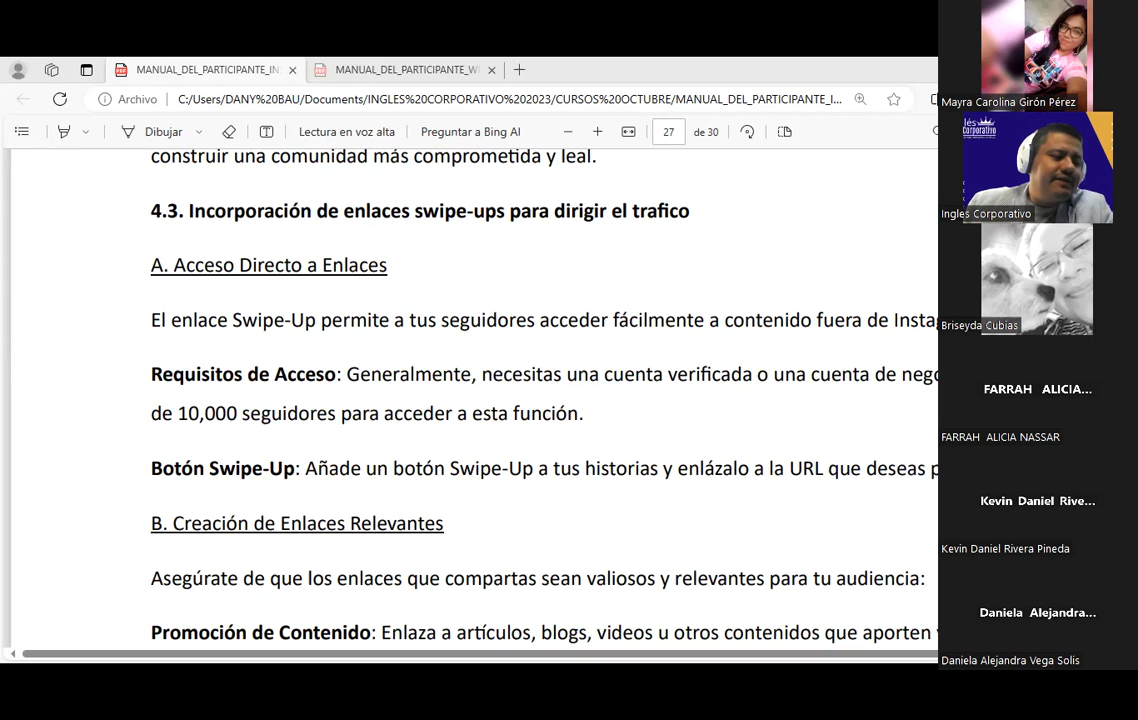 MANUAL_DEL_PARTICIPANTE_IN
MANUAL_DEL_PARTICIPANTE_WI
Archivo
C:/Users/DANY%20BAU/Documents/INGLES%20CORPORATIVO%202023/CURSOS%20OCTUBRE/MANUAL_DEL_PARTICIPANTE_I...
Dibujar
Lectura en voz alta
Preguntar a Bing AI
27
de 30
construir una comunidad más comprometida y leal.
4.3. Incorporación de enlaces swipe-ups para dirigir el trafico
A. Acceso Directo a Enlaces
El enlace Swipe-Up permite a tus seguidores acceder fácilmente a contenido fuera de Insta
Requisitos de Acceso: Generalmente, necesitas una cuenta verificada o una cuenta de nego
de 10,000 seguidores para acceder a esta función.
Botón Swipe-Up: Añade un botón Swipe-Up a tus historias y enlázalo a la URL que deseas p
B. Creación de Enlaces Relevantes
Asegúrate de que los enlaces que compartas sean valiosos y relevantes para tu audiencia:
Promoción de Contenido: Enlaza a artículos, blogs, videos u otros contenidos que aporten
Mayra Carolina Girón Pérez
lés
Corporativo
Ingles Corporativo
Briseyda Cubias
FARRAH ALICIA...
FARRAH ALICIA NASSAR
Kevin Daniel Rive...
Kevin Daniel Rivera Pineda
Daniela Alejandra...
Daniela Alejandra Vega Solis